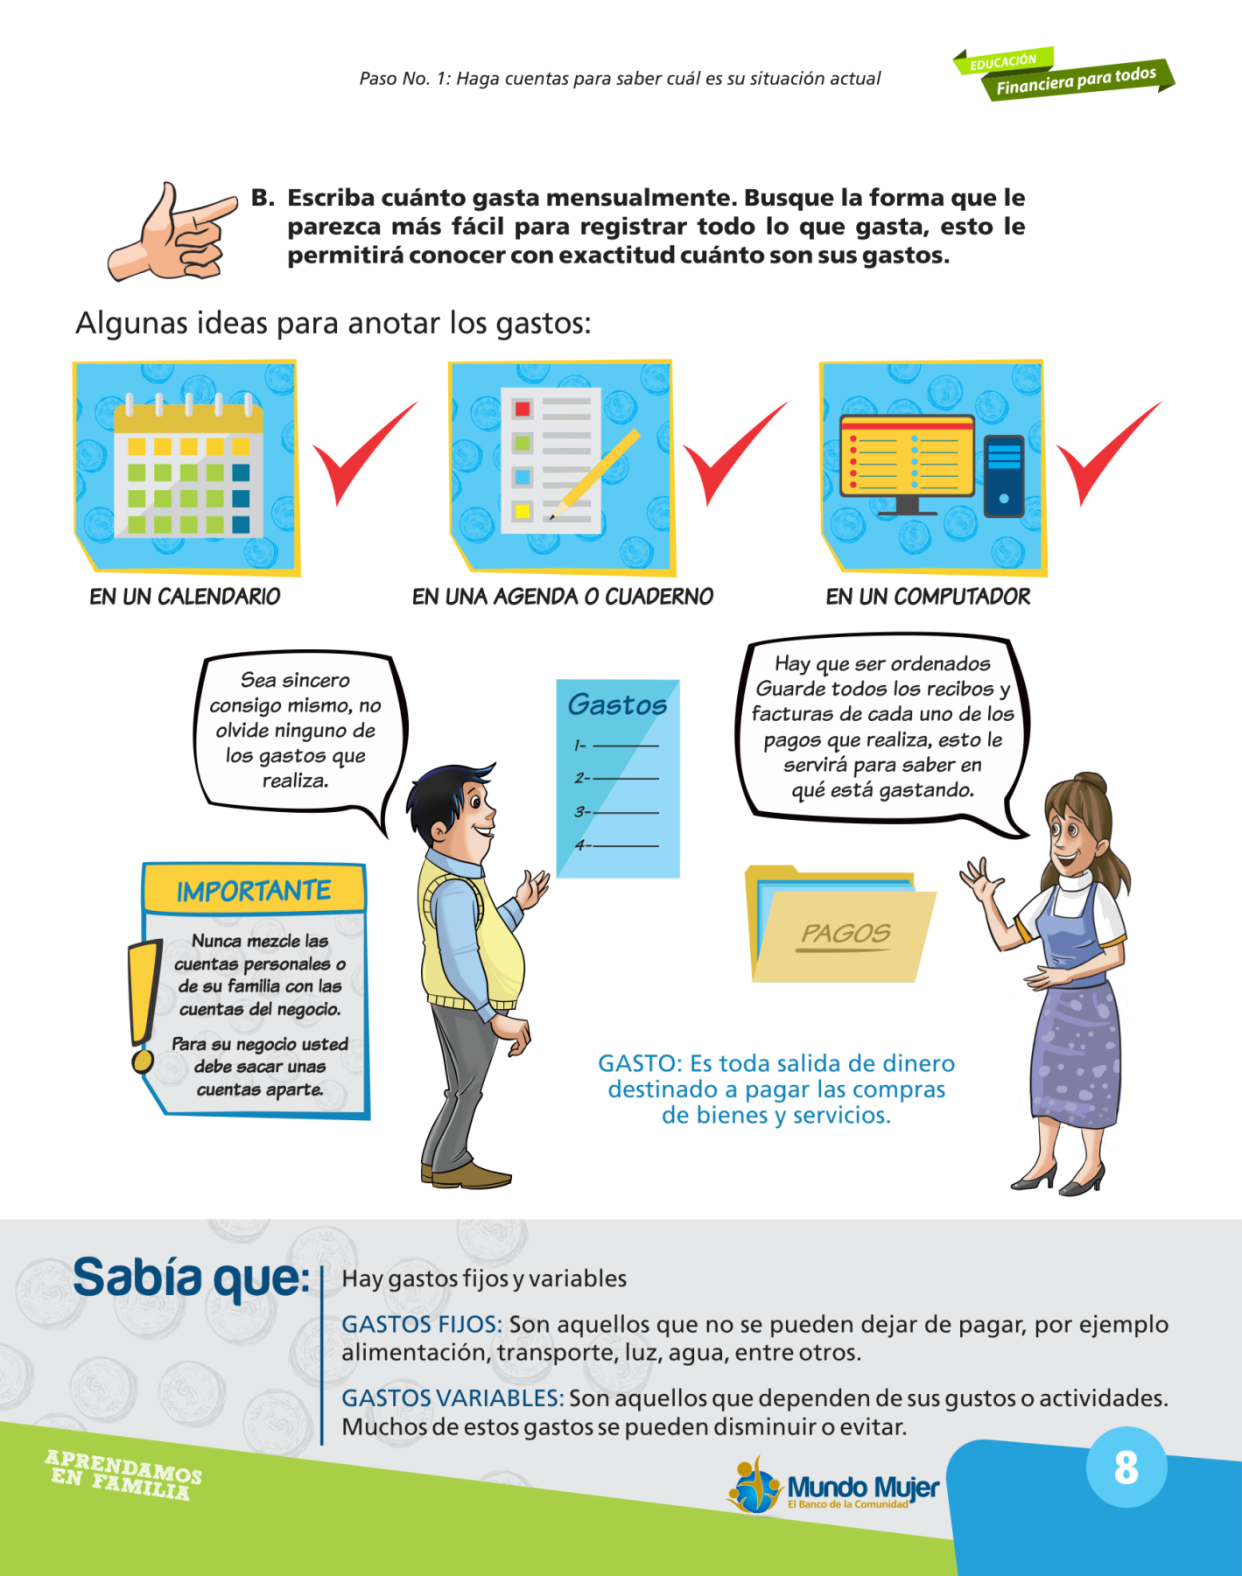 Paso No. 1: Haga cuentas para saber cuál es su situación actual
EDUCACIÓN
Financiera para todos
B. Escriba cuánto gasta mensualmente. Busque la forma que le
parezca más fácil para registrar todo lo que gasta, esto le
permitirá conocer con exactitud cuánto son sus gastos.
Algunas ideas para anotar los gastos:
EN UN CALENDARIO
EN UNA AGENDA O CUADERNO
EN UN COMPUTADOR
Sea sincero
consigo mismo, no
olvide ninguno de
los gastos que
realiza.
Gastos
1-
2-
3-
4-
Hay que ser ordenados
Guarde todos los recibos y
facturas de cada uno de los
pagos que realiza, esto le
servirá para saber en
qué está gastando.
IMPORTANTE
Nunca mezcle las
cuentas personales o
de su familia con las
cuentas del negocio.
Para su negocio usted
debe sacar unas
cuentas aparte.
PAGOS
GASTO: Es toda salida de dinero
destinado a pagar las compras
de bienes y servicios.
Sabía que:
Hay gastos fijos y variables
GASTOS FIJOS: Son aquellos que no se pueden dejar de pagar, por ejemplo
alimentación, transporte, luz, agua, entre otros.
GASTOS VARIABLES: Son aquellos que dependen de sus gustos o actividades.
Muchos de estos gastos se pueden disminuir o evitar.
APRENDAMOS
EN FAMILIA
Mundo Mujer
El Banco de la Comunidad
8